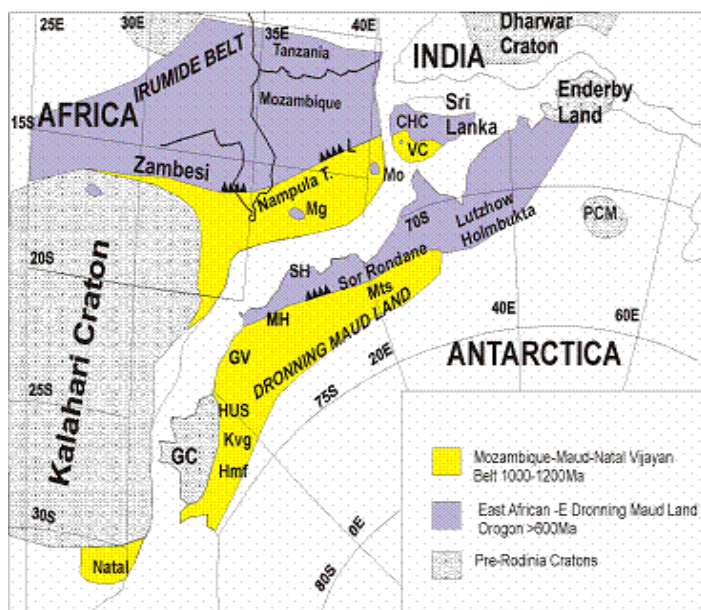 25E
30E
35E
40E
Dharwar
Craton
IRUMIDE BELT
Tanzania
INDIA
Enderby
Land
Mozambique
Sri
Lanka
CHC
VC
AFRICA
15S
L
Zambesi
Nampula T.
Mo
Mg
70S
Lutzhow
Holmbukta
PCM
20S
SH
Sor Rondane
Mts
MH
40E
60E
Kalahari Craton
GV
DRONNING MAUD LAND
20E
ANTARCTICA
25S
75S
HUS
Kvg
GC
Hmf
Mozambique-Maud-Natal Vijayan
Belt 1000-1200Ma
East African -E Dronning Maud Land
Orogon >600Ma
Pre-Rodinia Cratons
30S
0E
Natal
80S